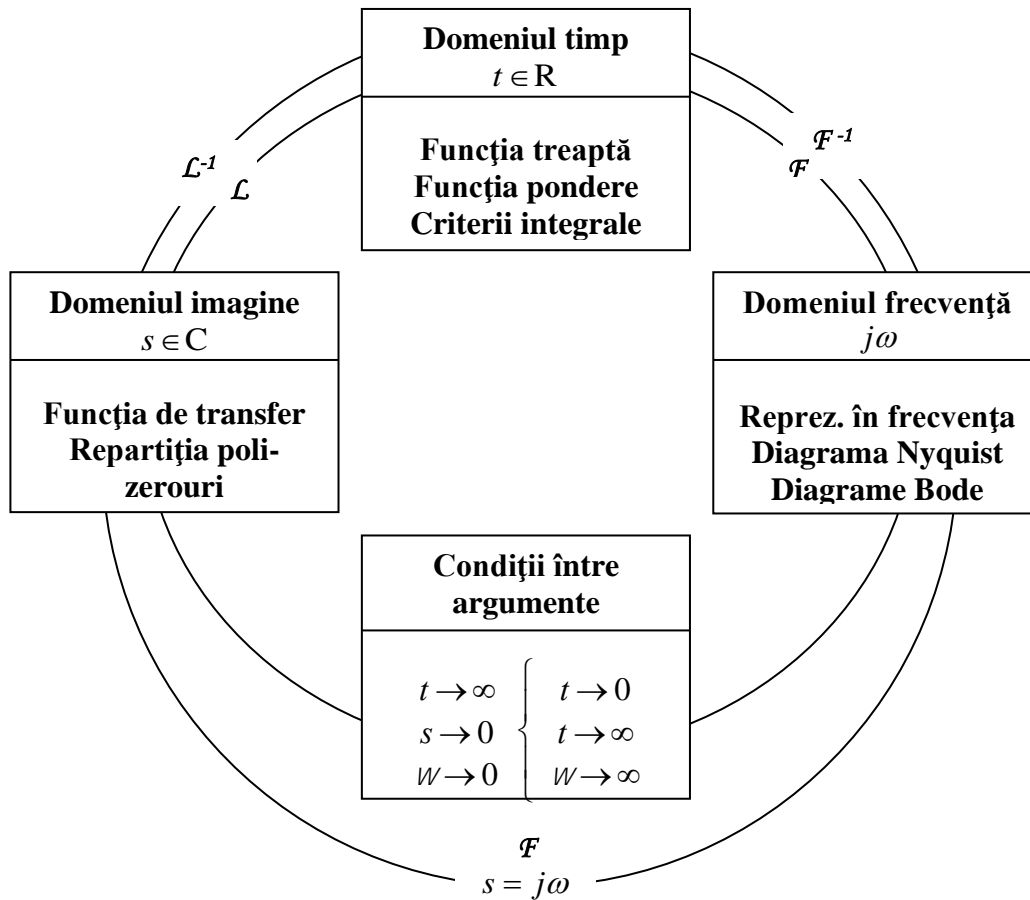 Domeniul timp
t ∈ R
Funcţia treaptă
Funcţia pondere
Criterii integrale
ℒ-1
ℒ
ℱ-1
ℱ
Domeniul imagine
s ∈ C
Funcţia de transfer
Repartiţia poli-
zerouri
Domeniul frecvenţă
jω
Reprez. în frecvenţa
Diagrama Nyquist
Diagrame Bode
Condiţii între
argumente
t → ∞ { t → 0
s → 0 t → ∞
W → 0 W → ∞
ℱ
s = jω